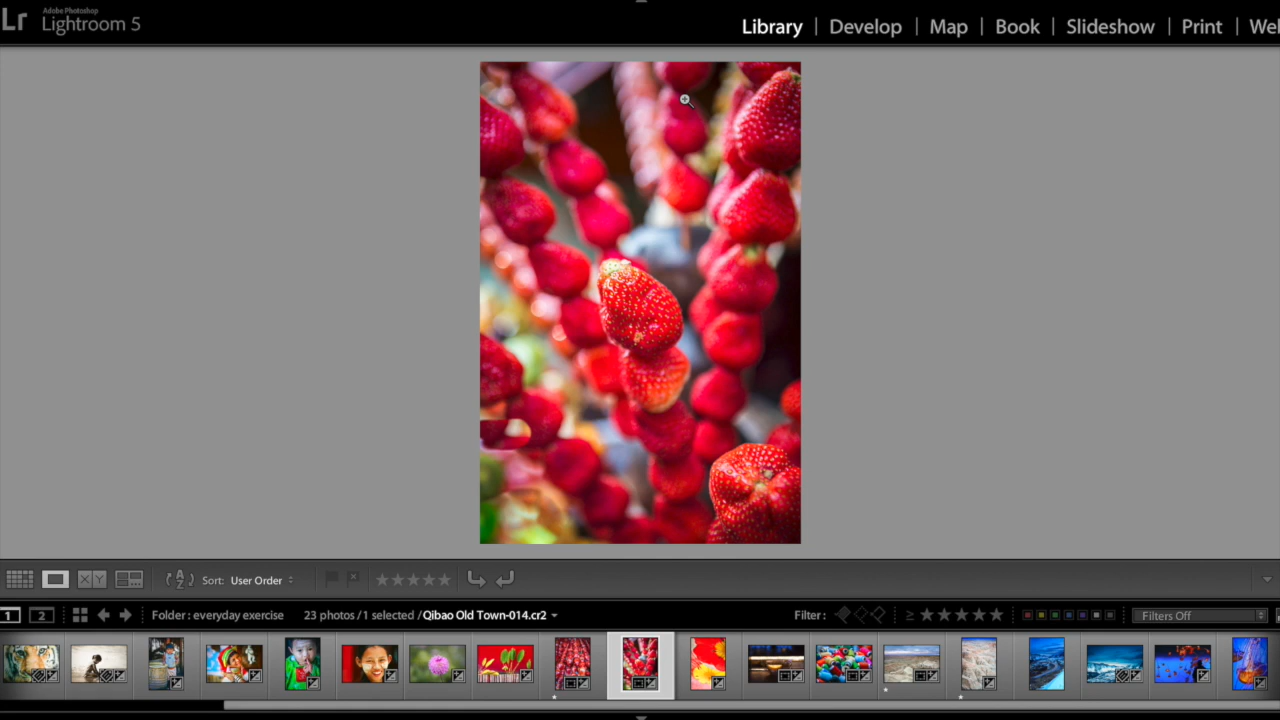 Lr
Adobe Photoshop
Lightroom 5
Library | Develop | Map | Book | Slideshow | Print |
X Y
A Z
Sort: User Order
1 2
Folder : everyday exercise
23 photos / 1 selected / Qibao Old Town-014.cr2
Filter :
≥
Filters Off